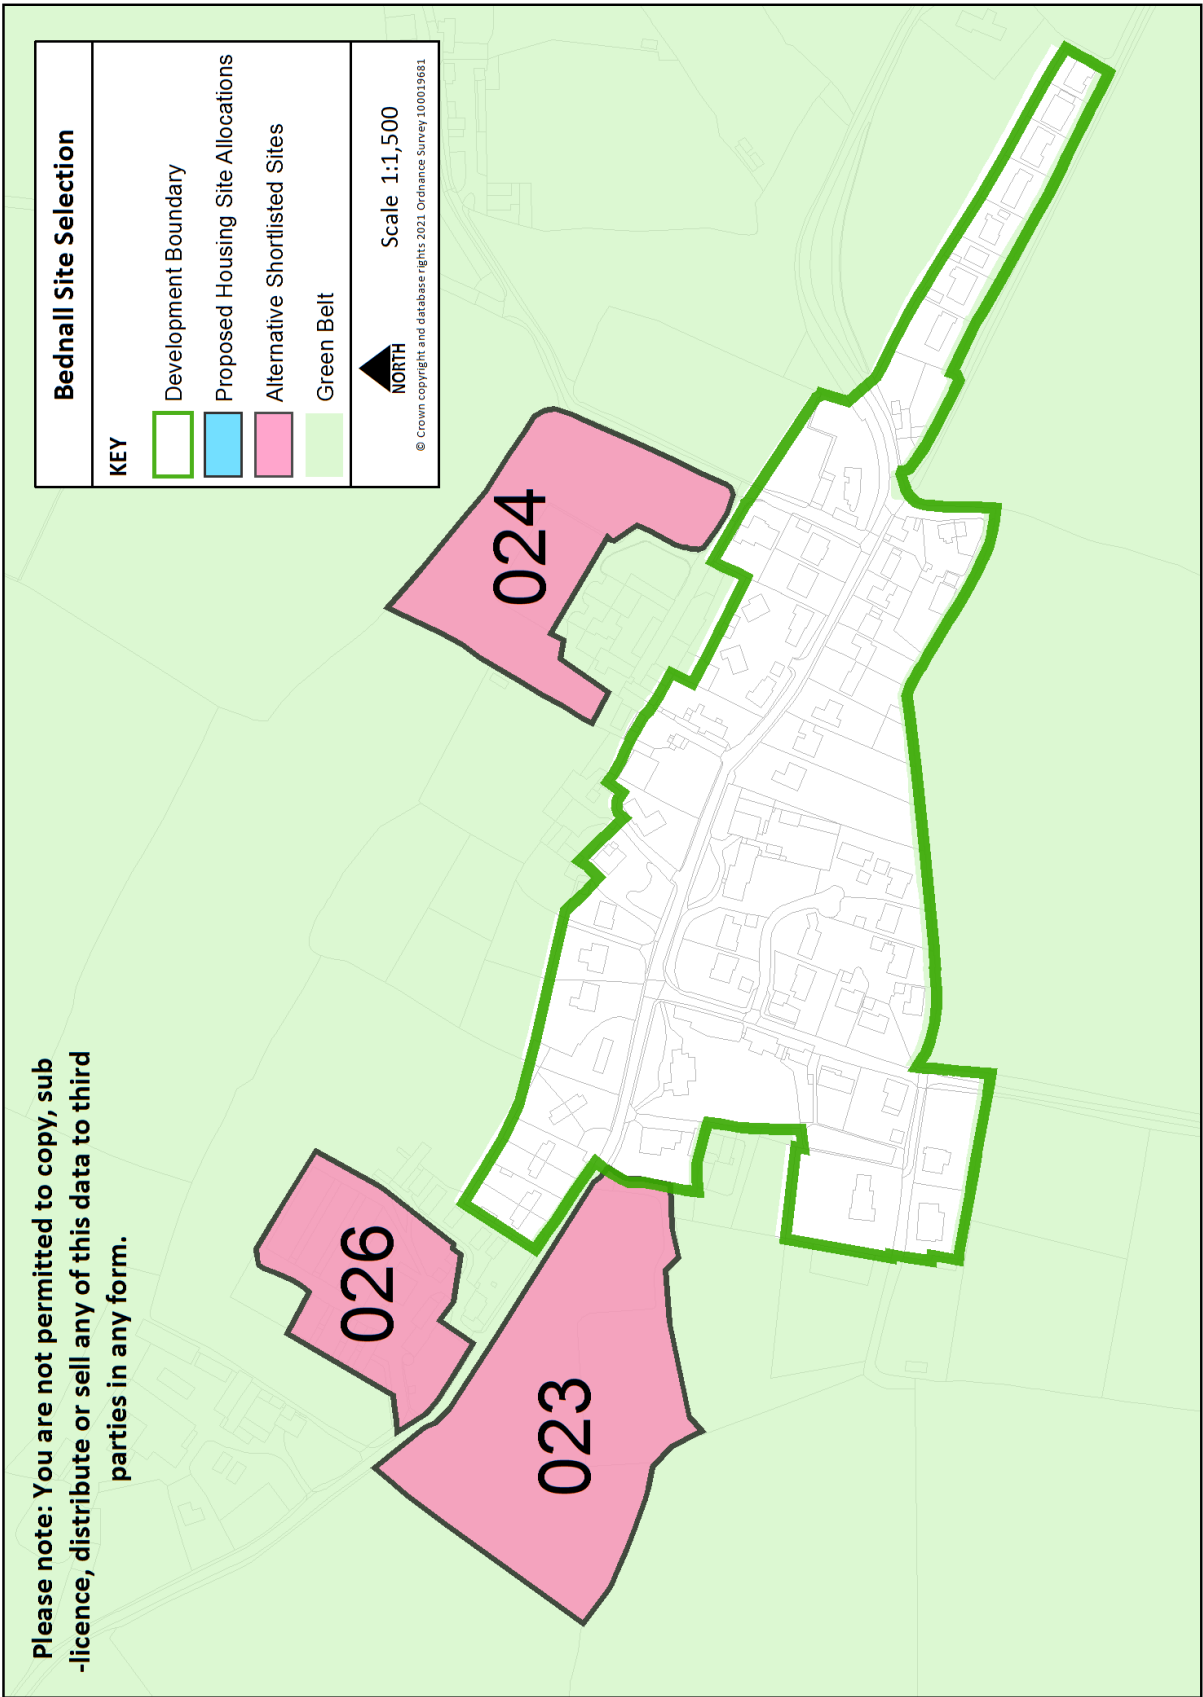 Please note: You are not permitted to copy, sub
-licence, distribute or sell any of this data to third
parties in any form.
Bednall Site Selection
KEY
Development Boundary
Proposed Housing Site Allocations
Alternative Shortlisted Sites
Green Belt
NORTH
Scale 1:1,500
© Crown copyright and database rights 2021 Ordnance Survey 100019681
026
024
023